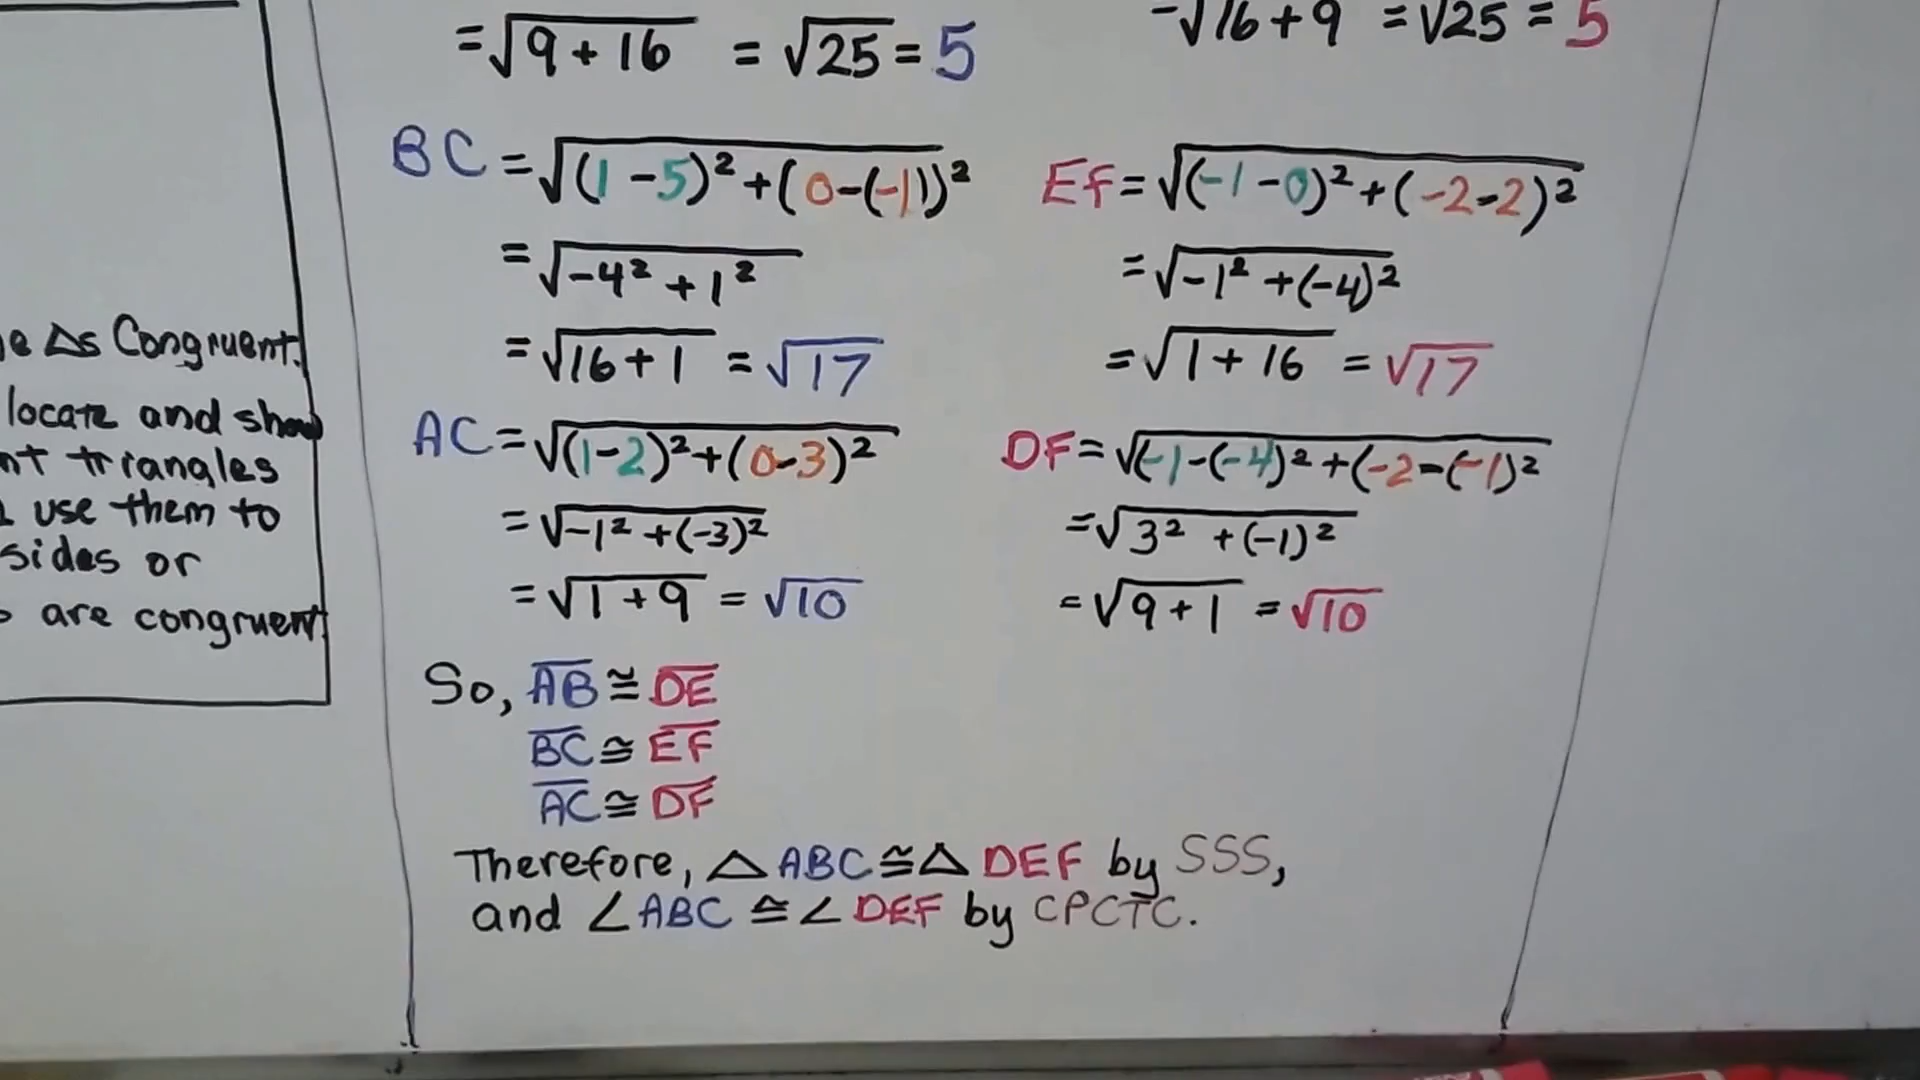 =√9+16 = √25 = 5
√16+9 = √25 = 5
BC = √(1-5)²+(0-(-1))²
= √-4²+1²
= √16+1 = √17
AC = √(1-2)²+(0-3)²
= √-1²+(-3)²
= √1+9 = √10
EF = √(-1-0)²+(-2-2)²
= √-1²+(-4)²
= √1+16 = √17
DF = √(-1-(-4)²+(-2-(-1)²
= √3²+(-1)²
= √9+1 = √10
So, AB ≅ DE
BC ≅ EF
AC ≅ DF
Therefore, △ABC ≅ △DEF by SSS,
and ∠ABC ≅ ∠DEF by CPCTC.
△s Congruent.
locate and show
triangles
use them to
sides or
are congruent